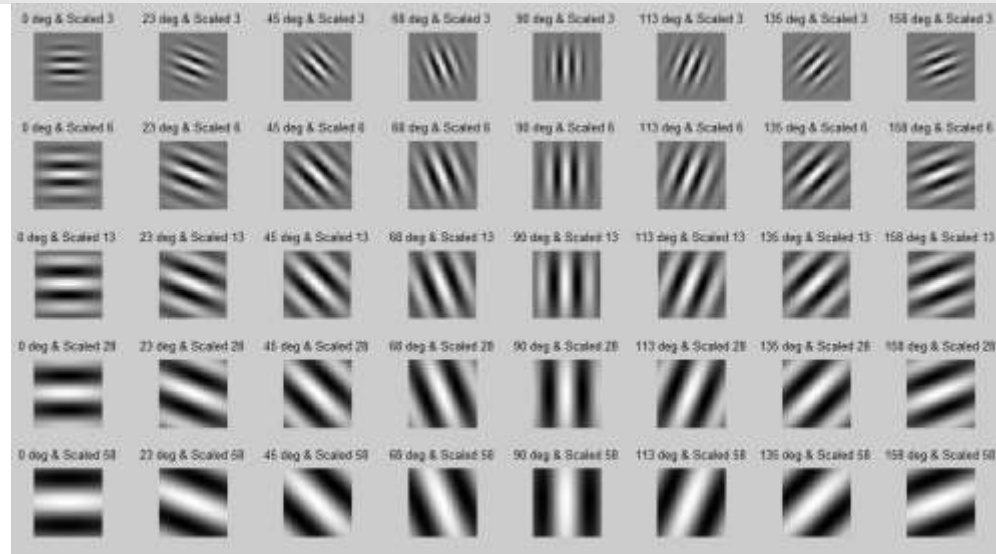 0 deg & Scaled 3 23 deg & Scaled 3 45 deg & Scaled 3 68 deg & Scaled 3 90 deg & Scaled 3 113 deg & Scaled 3 135 deg & Scaled 3 158 deg & Scaled 3
0 deg & Scaled 6 23 deg & Scaled 6 45 deg & Scaled 6 68 deg & Scaled 6 90 deg & Scaled 6 113 deg & Scaled 6 135 deg & Scaled 6 158 deg & Scaled 6
0 deg & Scaled 13 23 deg & Scaled 13 45 deg & Scaled 13 68 deg & Scaled 13 90 deg & Scaled 13 113 deg & Scaled 13 135 deg & Scaled 13 158 deg & Scaled 13
0 deg & Scaled 28 23 deg & Scaled 28 45 deg & Scaled 28 68 deg & Scaled 28 90 deg & Scaled 28 113 deg & Scaled 28 135 deg & Scaled 28 158 deg & Scaled 28
0 deg & Scaled 58 23 deg & Scaled 58 45 deg & Scaled 58 68 deg & Scaled 58 90 deg & Scaled 58 113 deg & Scaled 58 135 deg & Scaled 58 158 deg & Scaled 58